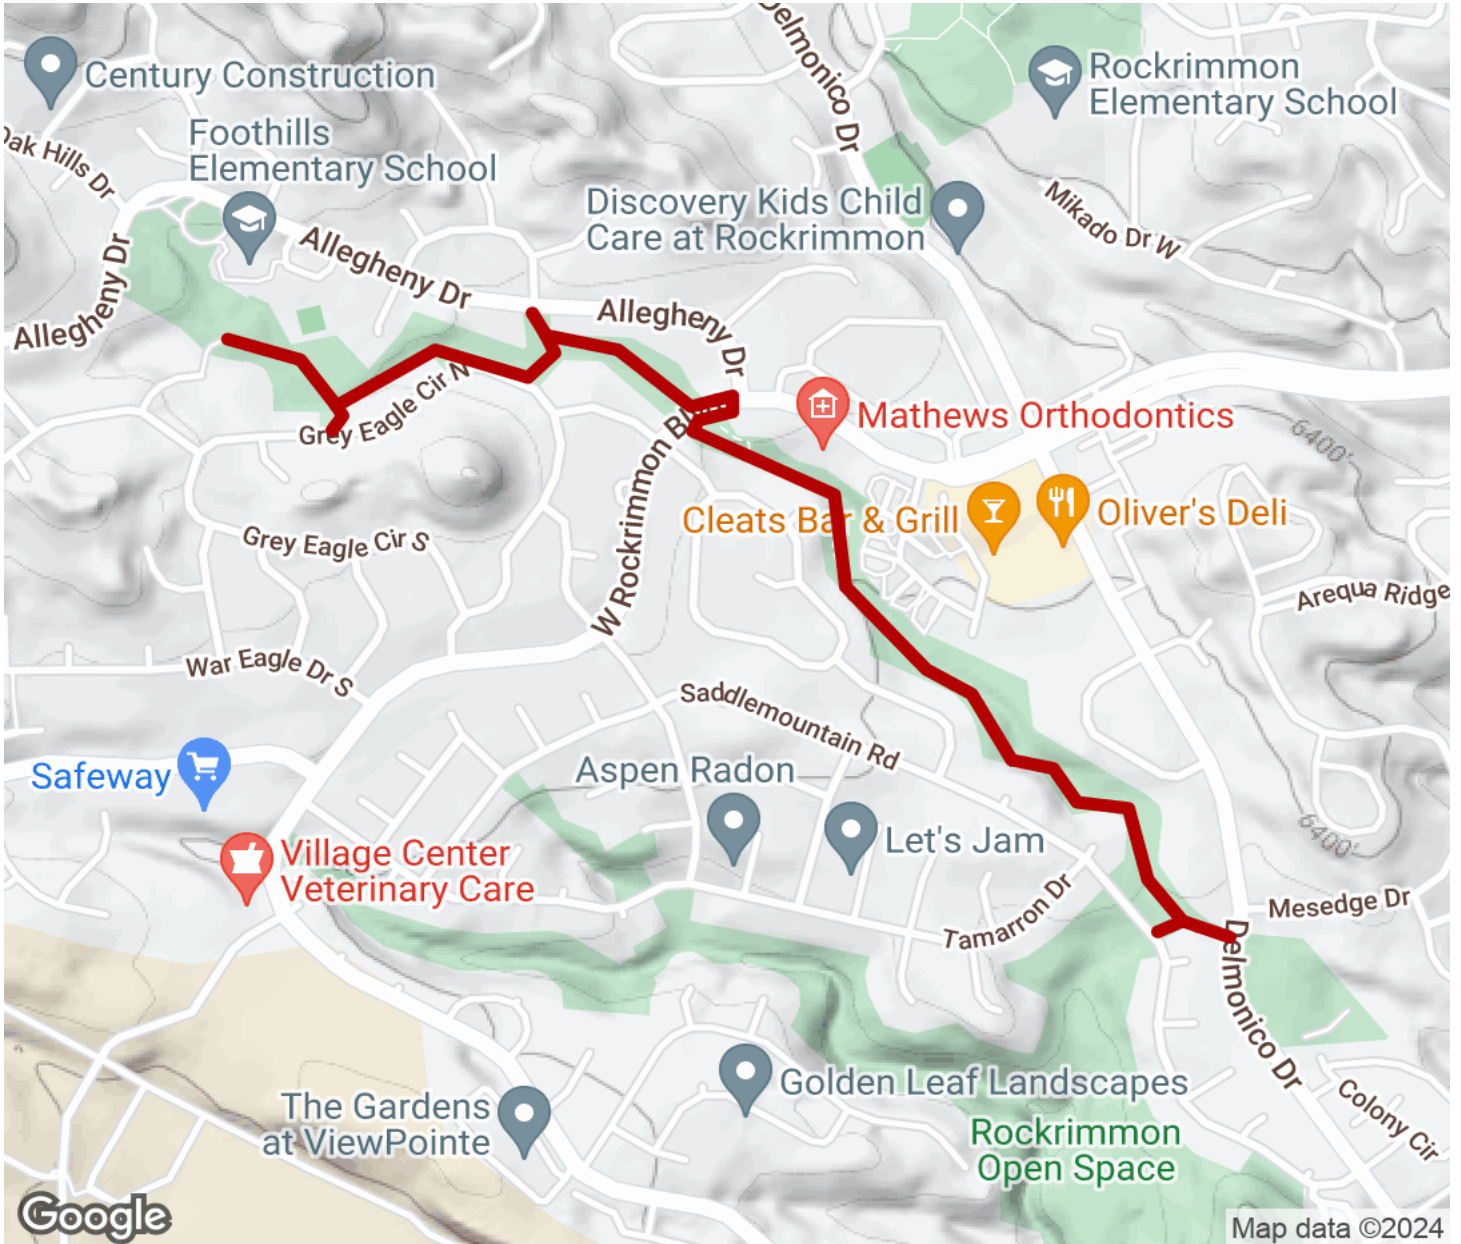 Delmonico Dr
Century Construction
Rockrimmon
Elementary School
Foothills
Elementary School
Oak Hills Dr
Discovery Kids Child
Care at Rockrimmon
Mikado Dr W
Allegheny Dr
Allegheny Dr
Allegheny Dr
Grey Eagle Cir N
Mathews Orthodontics
6400'
W Rockrimmon Blvd
Cleats Bar & Grill
Oliver's Deli
Grey Eagle Cir S
Arequa Ridge
War Eagle Dr S
Saddlemountain Rd
Safeway
Aspen Radon
Let's Jam
6400'
Village Center
Veterinary Care
Tamarron Dr
Mesedge Dr
Delmonico Dr
Golden Leaf Landscapes
The Gardens
at ViewPointe
Rockrimmon
Open Space
Colony Cir
Google
Map data ©2024